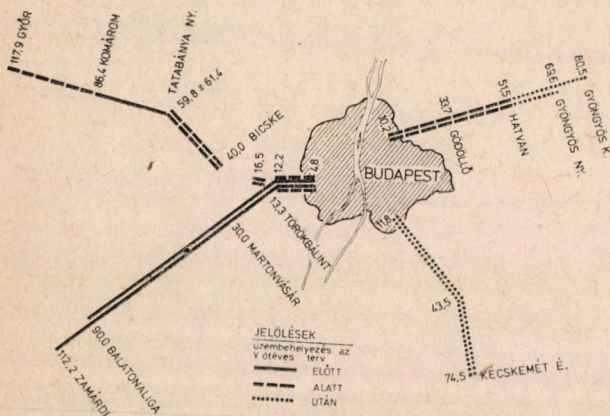 117,9 GYŐR
86,4 KOMÁROM
TATABÁNYA NY.
59,8 ≡ 61,4
40,0 BICSKE
16,5
12,2
4,8
13,3 TÖRÖKBÁLINT
30,0 MARTONVÁSÁR
90,0 BALATONALIGA
112,2 ZAMÁRDI
BUDAPEST
10,2
33,7
GÖDÖLLŐ
51,5
HATVAN
69,6
GYÖNGYÖS NY.
80,5
GYÖNGYÖS K.
11,8
43,5
74,5 KECSKEMÉT É.
JELÖLÉSEK
üzembehelyezés az
V ötéves terv
ELŐTT
ALATT
UTÁN